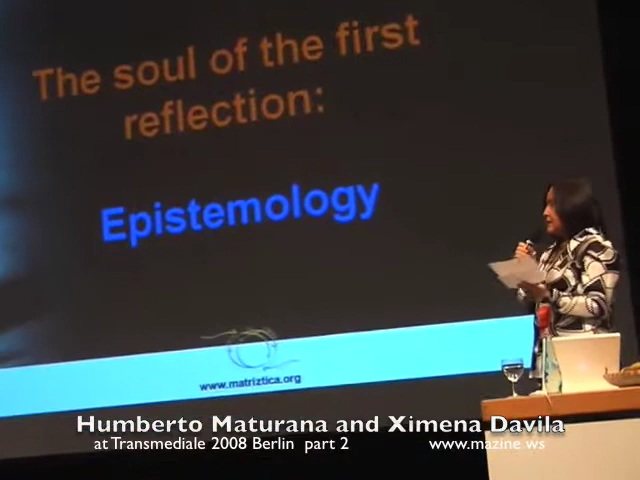 The soul of the first
reflection:
Epistemology
www.matriztica.org
Humberto Maturana and Ximena Davila
at Transmediale 2008 Berlin part 2 www.mazine.ws